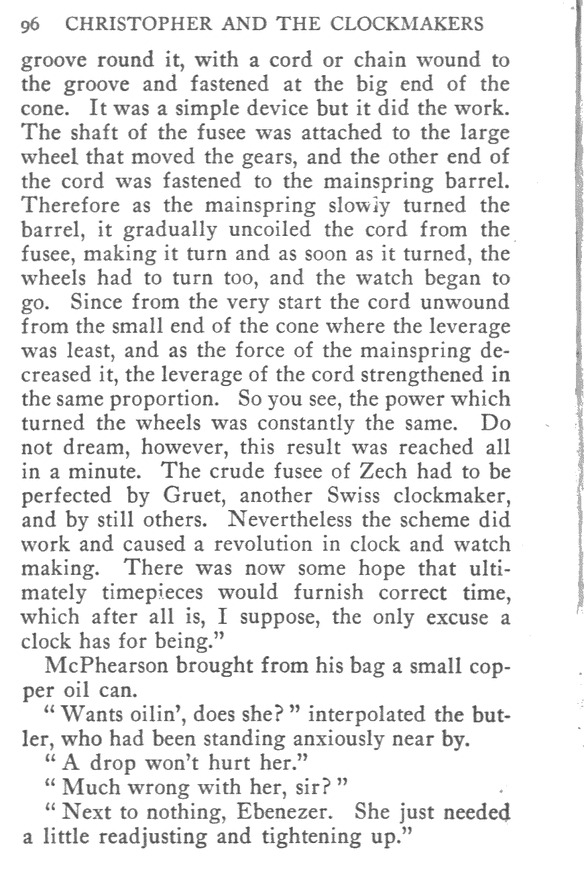 96 CHRISTOPHER AND THE CLOCKMAKERS
groove round it, with a cord or chain wound to
the groove and fastened at the big end of the
cone. It was a simple device but it did the work.
The shaft of the fusee was attached to the large
wheel that moved the gears, and the other end of
the cord was fastened to the mainspring barrel.
Therefore as the mainspring slowly turned the
barrel, it gradually uncoiled the cord from the
fusee, making it turn and as soon as it turned, the
wheels had to turn too, and the watch began to
go. Since from the very start the cord unwound
from the small end of the cone where the leverage
was least, and as the force of the mainspring de-
creased it, the leverage of the cord strengthened in
the same proportion. So you see, the power which
turned the wheels was constantly the same. Do
not dream, however, this result was reached all
in a minute. The crude fusee of Zech had to be
perfected by Gruet, another Swiss clockmaker,
and by still others. Nevertheless the scheme did
work and caused a revolution in clock and watch
making. There was now some hope that ulti-
mately timepieces would furnish correct time,
which after all is, I suppose, the only excuse a
clock has for being.”
McPhearson brought from his bag a small cop-
per oil can.
“ Wants oilin’, does she? ” interpolated the but-
ler, who had been standing anxiously near by.
“ A drop won’t hurt her.”
“ Much wrong with her, sir? ”
“ Next to nothing, Ebenezer. She just needed
a little readjusting and tightening up.”